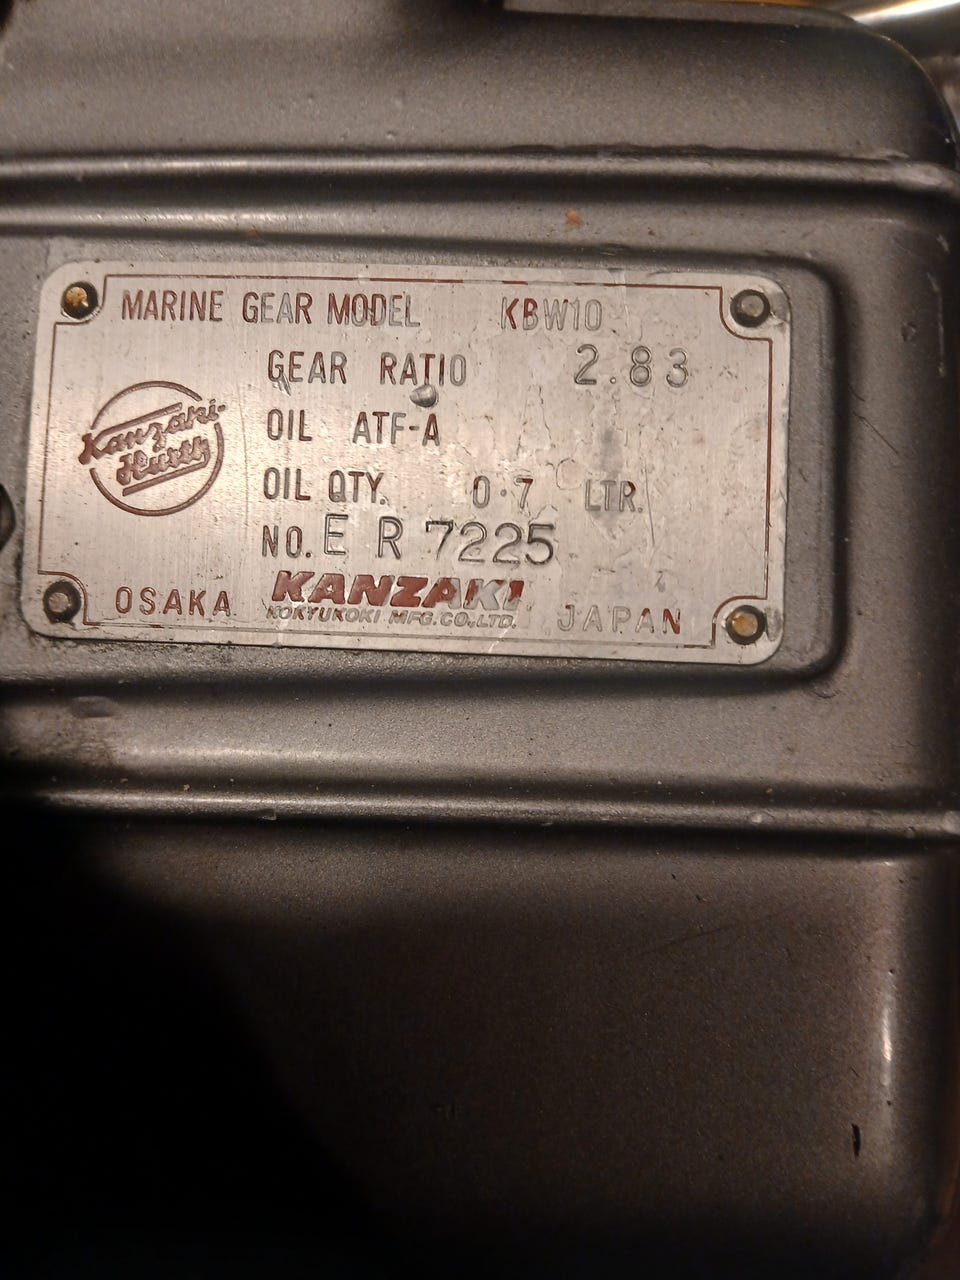 MARINE GEAR MODEL KBW10
GEAR RATIO 2.83
OIL ATF-A
OIL QTY. 0.7 LTR.
NO. ER7225
Kanzaki-
Hurth
KANZAKI
KOKYUKOKI MFG.CO.,LTD.
OSAKA JAPAN